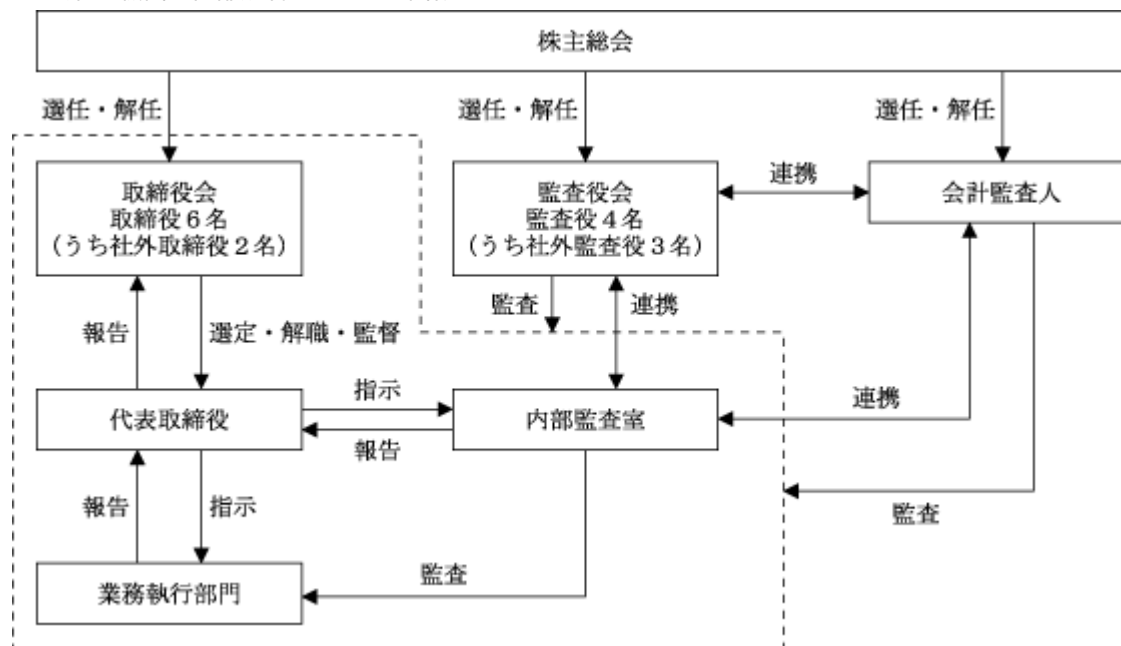 株主総会
選任・解任
選任・解任
選任・解任
取締役会
取締役6名
(うち社外取締役2名)
監査役会
監査役4名
(うち社外監査役3名)
連携
会計監査人
監査
連携
報告
選定・解職・監督
代表取締役
指示
報告
内部監査室
連携
報告
指示
監査
業務執行部門
監査